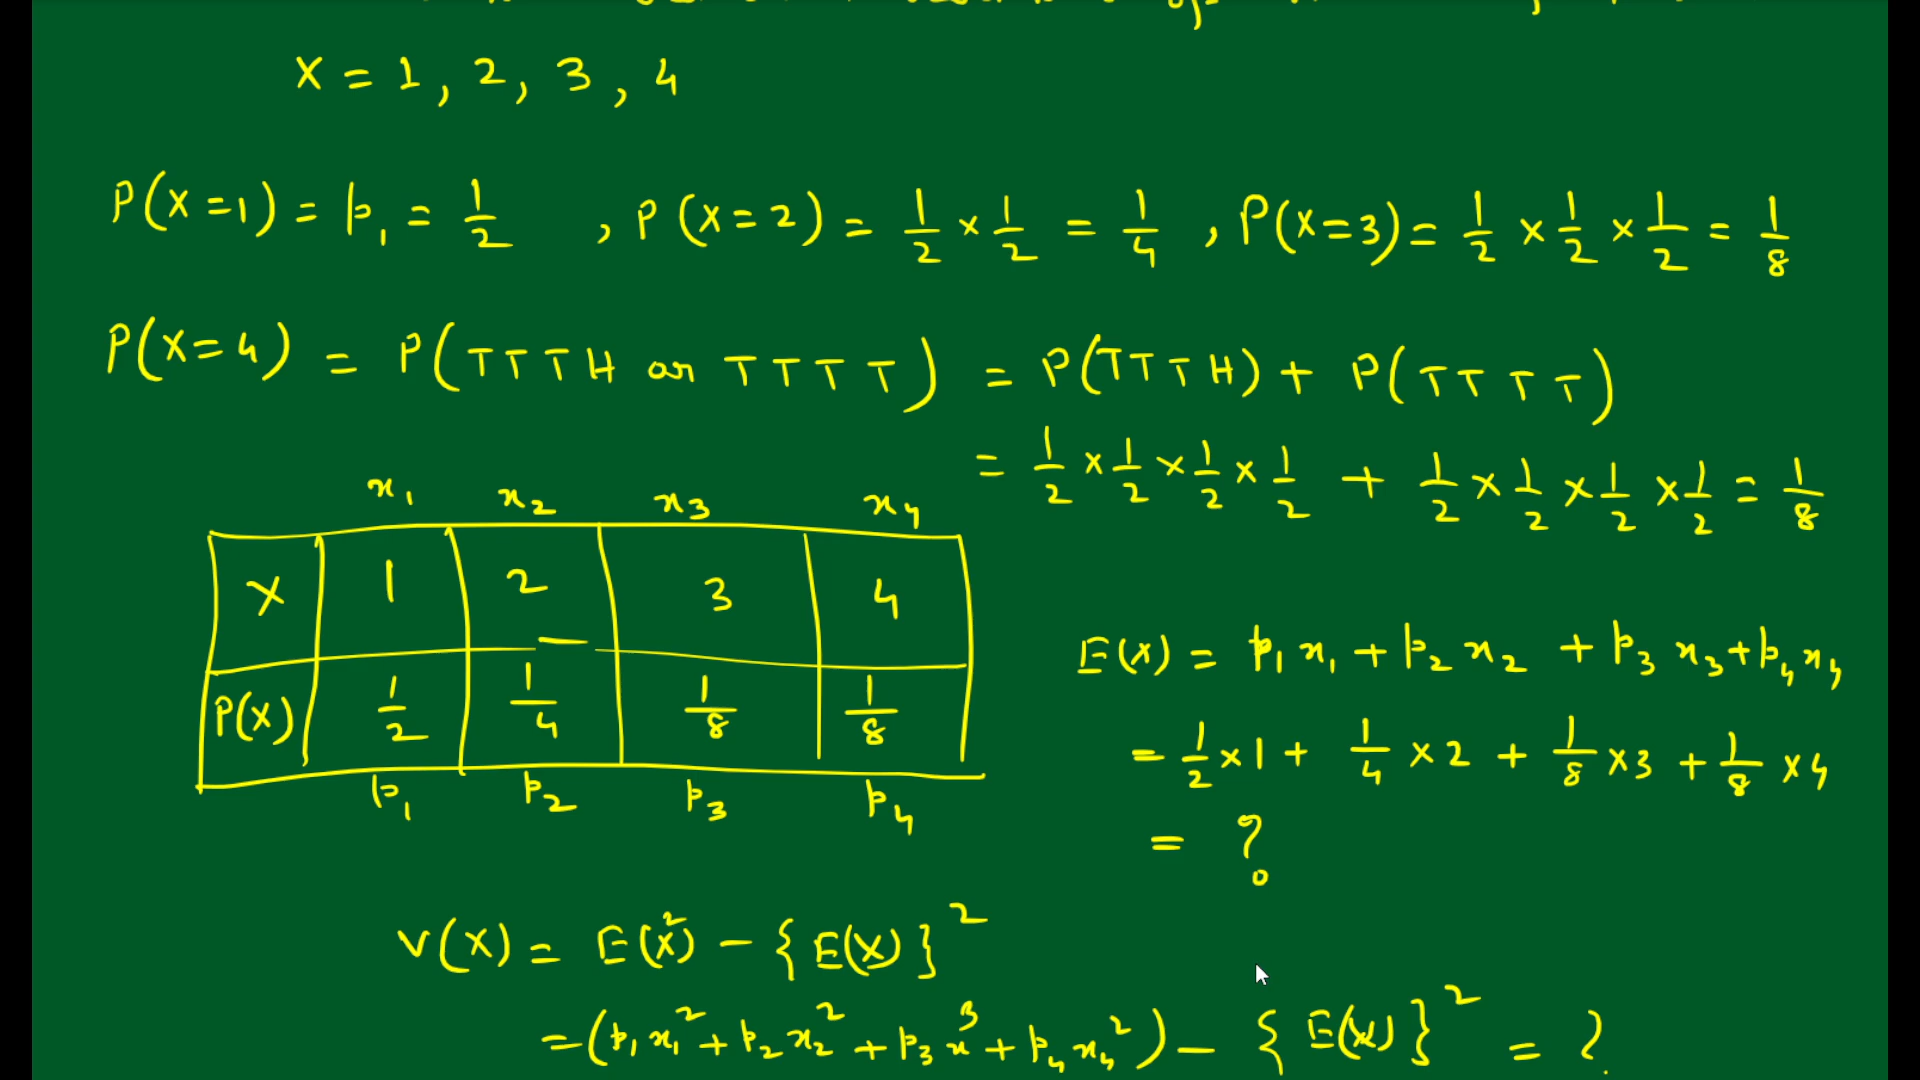 X = 1, 2, 3, 4
P(X=1) = p₁ = 1/2 , P(X=2) = 1/2 × 1/2 = 1/4 , P(X=3) = 1/2 × 1/2 × 1/2 = 1/8
P(X=4) = P(TTTH or TTTT) = P(TTTH) + P(TTTT)
= 1/2 × 1/2 × 1/2 × 1/2 + 1/2 × 1/2 × 1/2 × 1/2 = 1/8
x₁ x₂ x₃ x₄
X 1 2 3 4
P(X) 1/2 1/4 1/8 1/8
p₁ p₂ p₃ p₄
E(X) = p₁x₁ + p₂x₂ + p₃x₃ + p₄x₄
= 1/2 × 1 + 1/4 × 2 + 1/8 × 3 + 1/8 × 4
= ?
V(X) = E(X²) − {E(X)}²
= (p₁x₁² + p₂x₂² + p₃x³ + p₄x₄²) − {E(X)}² = ?